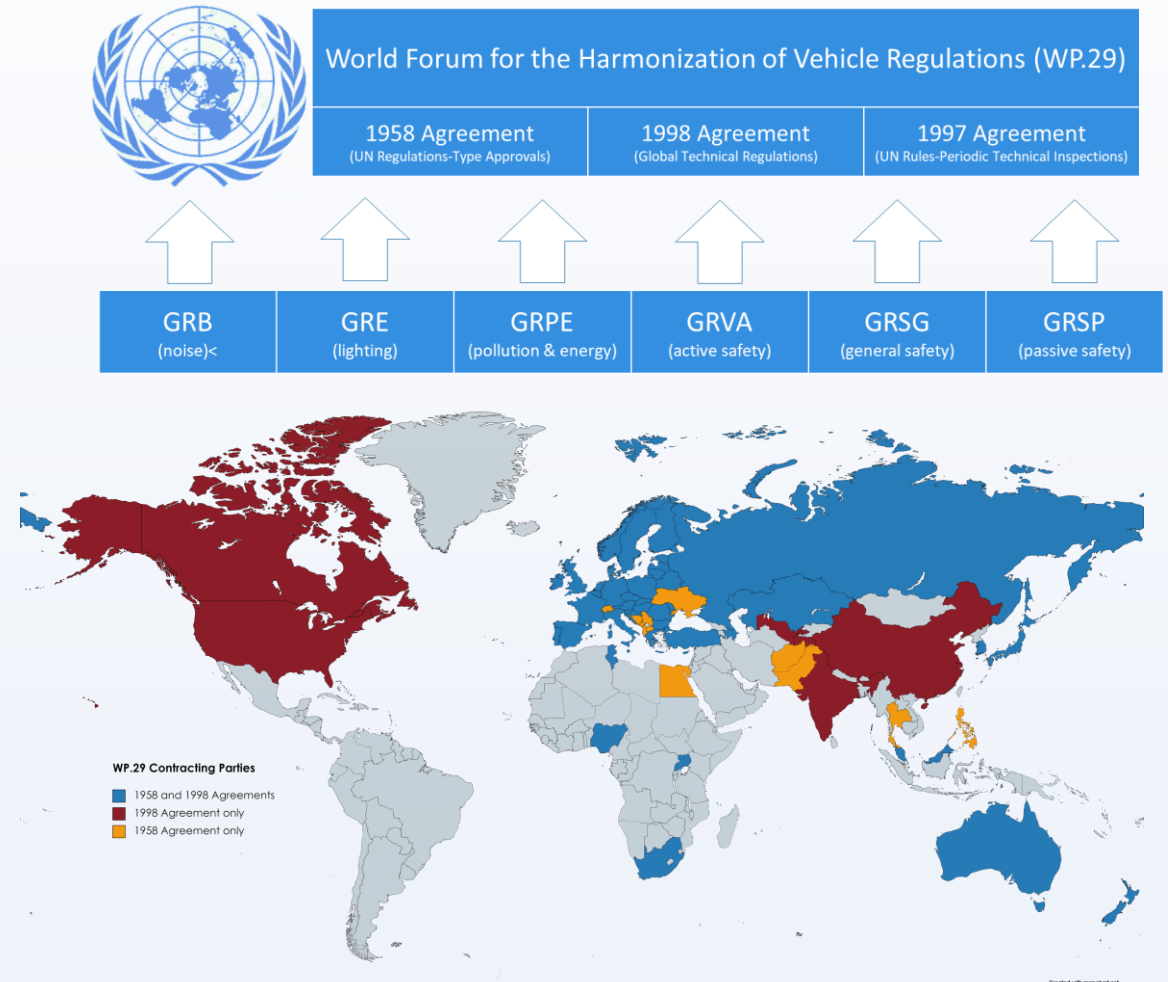 World Forum for the Harmonization of Vehicle Regulations (WP.29)
1958 Agreement
(UN Regulations-Type Approvals)
1998 Agreement
(Global Technical Regulations)
1997 Agreement
(UN Rules-Periodic Technical Inspections)
GRB
(noise)<
GRE
(lighting)
GRPE
(pollution & energy)
GRVA
(active safety)
GRSG
(general safety)
GRSP
(passive safety)
WP.29 Contracting Parties
1958 and 1998 Agreements
1998 Agreement only
1958 Agreement only